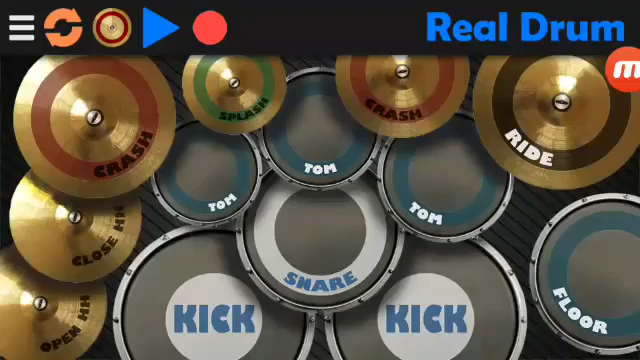 Real Drum
m
CRASH
SPLASH
CRASH
RIDE
TOM
TOM
TOM
CLOSE HH
SNARE
OPEN HH
KICK
KICK
FLOOR